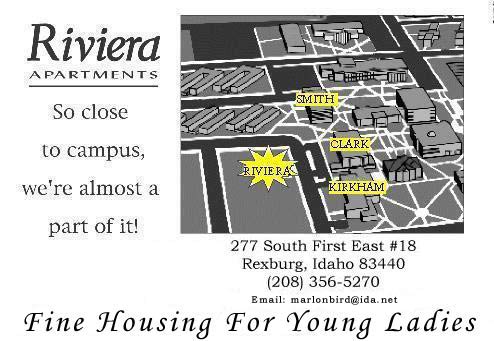 Riviera
APARTMENTS
So close
to campus,
we're almost a
part of it!
SMITH
CLARK
RIVIERA
KIRKHAM
277 South First East #18
Rexburg, Idaho 83440
(208) 356-5270
Email: marlonbird@ida.net
Fine Housing For Young Ladies